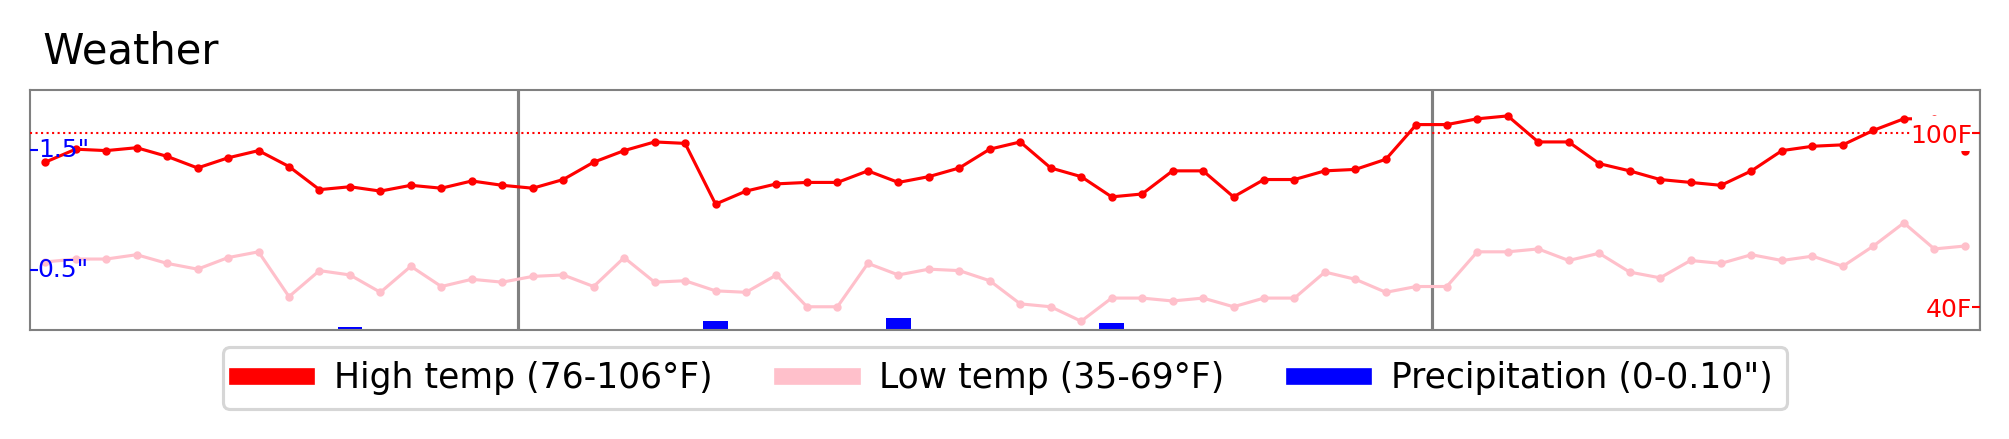 Weather
1.5"
100F
0.5"
40F
High temp (76-106°F)
Low temp (35-69°F)
Precipitation (0-0.10")